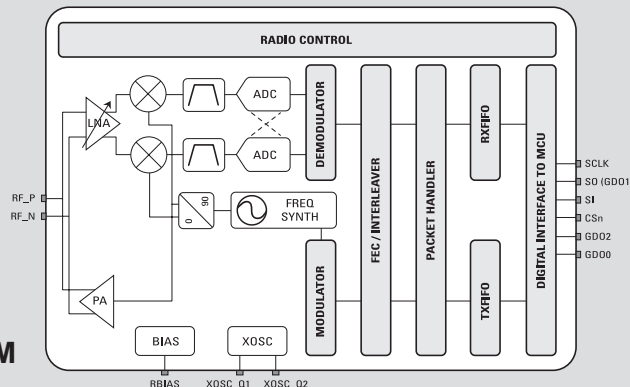 RADIO CONTROL
LNA
ADC
ADC
DEMODULATOR
FEC / INTERLEAVER
PACKET HANDLER
RXFIFO
DIGITAL INTERFACE TO MCU
SCLK
SO (GDO1
SI
CSn
GDO2
GDO0
RF_P
RF_N
0
90
FREQ
SYNTH
MODULATOR
TXFIFO
PA
BIAS
XOSC
RBIAS
XOSC_Q1
XOSC_Q2
M